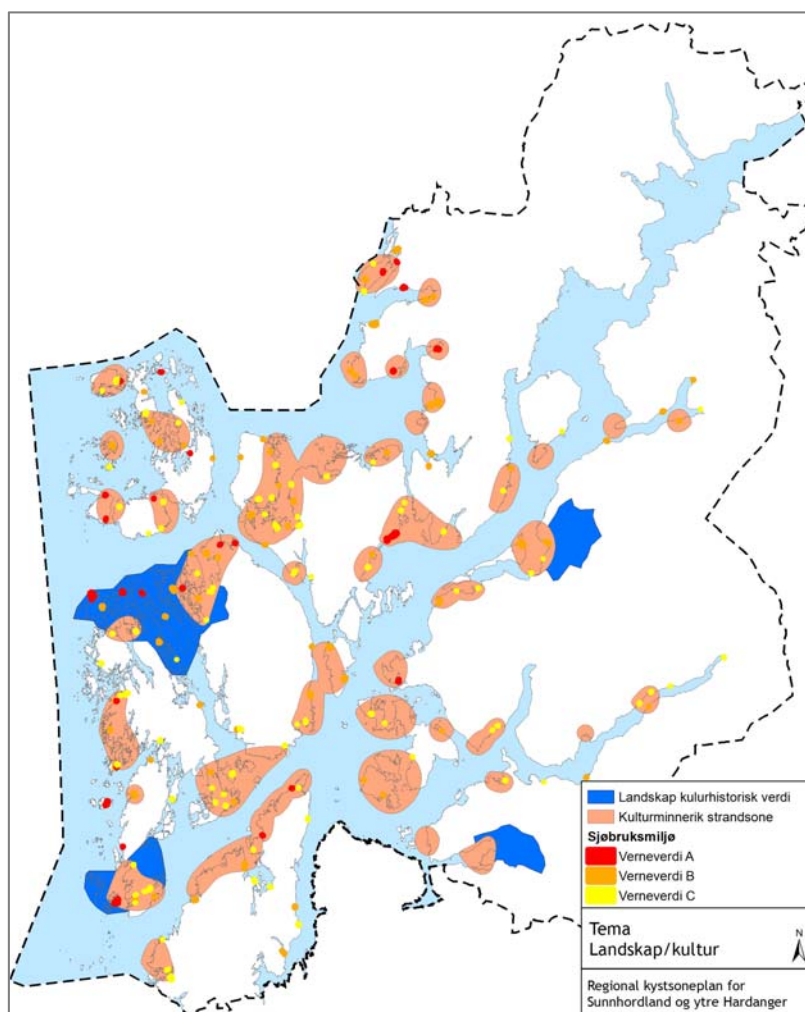 Landskap kulurhistorisk verdi
Kulturminnerik strandsone
Sjøbruksmiljø
Verneverdi A
Verneverdi B
Verneverdi C
Tema
Landskap/kultur
N
Regional kystsoneplan for
Sunnhordland og ytre Hardanger